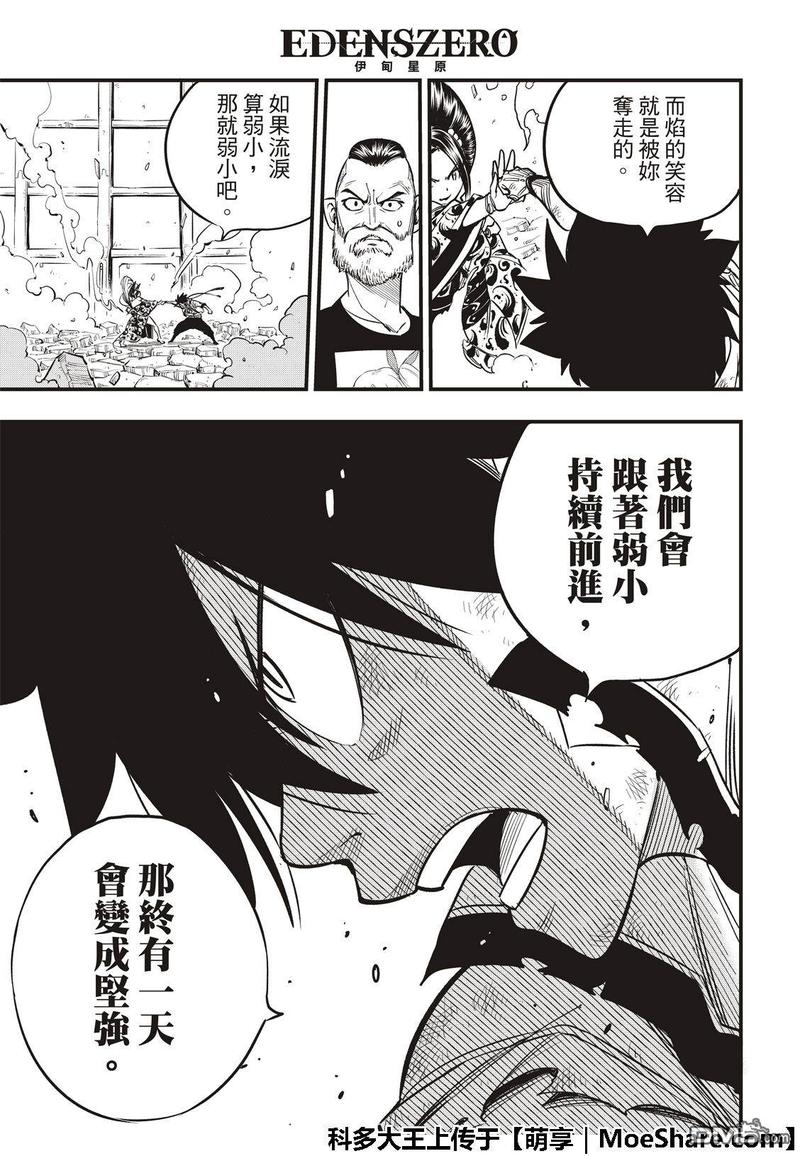 EDENSZERO
伊甸星原
而焰的笑容
就是被妳
奪走的。
如果流淚
算弱小，
那就弱小吧。
我們會
跟著弱小
持續前進，
那終有一天
會變成堅強。
科多大王上传于【萌享｜MoeShare.com】